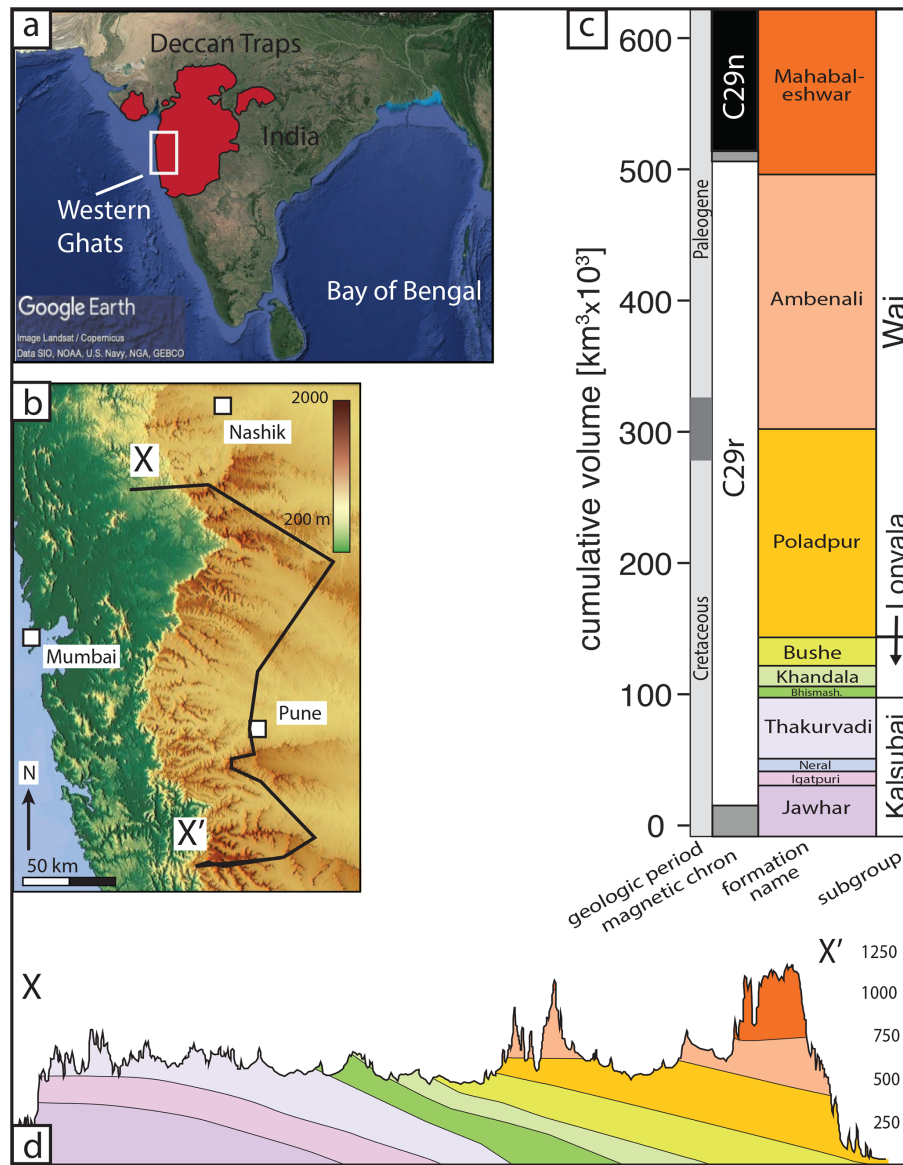 a
Deccan Traps
India
Western
Ghats
Bay of Bengal
Google Earth
Image Landsat / Copernicus
Data SIO, NOAA, U.S. Navy, NGA, GEBCO
b
2000
Nashik
X
200 m
Mumbai
Pune
N
X'
50 km
c
cumulative volume [km³x10³]
600
500
400
300
200
100
0
Paleogene
Cretaceous
C29n
C29r
Mahabal-
eshwar
Ambenali
Poladpur
Bushe
Khandala
Bhismash.
Thakurvadi
Neral
Igatpuri
Jawhar
Wai
Lonvala
Kalsubai
geologic period
magnetic chron
formation
name
subgroup
X
X'
1250
1000
750
500
250
d